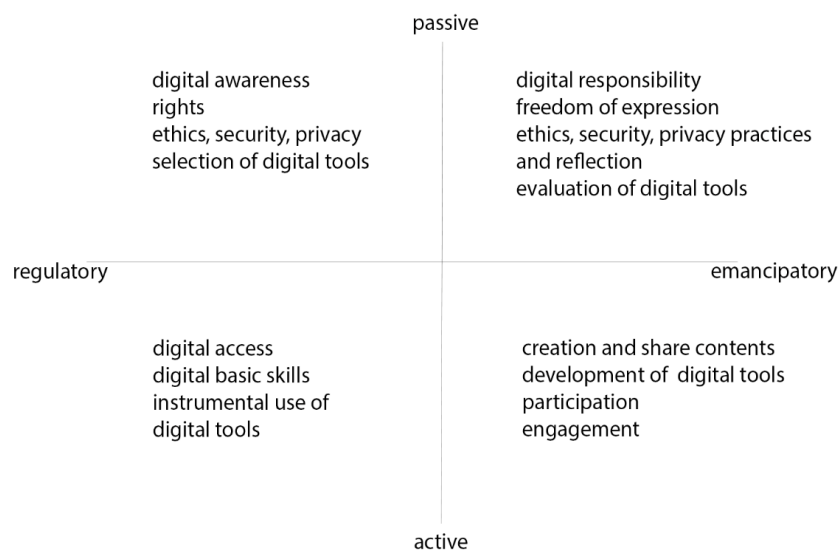 passive
digital awareness
rights
ethics, security, privacy
selection of digital tools
digital responsibility
freedom of expression
ethics, security, privacy practices
and reflection
evaluation of digital tools
regulatory
emancipatory
digital access
digital basic skills
instrumental use of
digital tools
creation and share contents
development of digital tools
participation
engagement
active